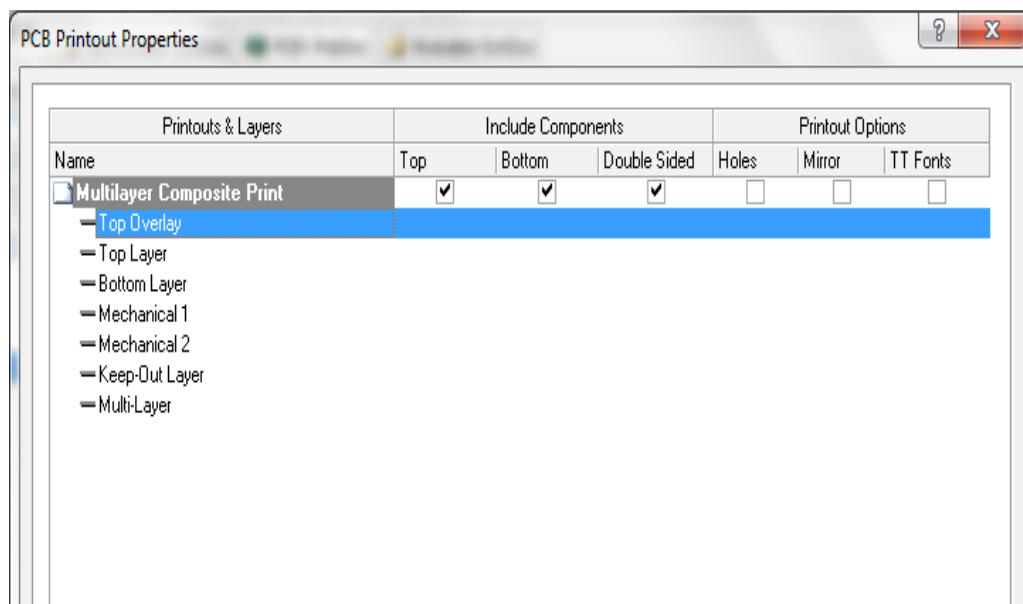 PCB Printout Properties
Printouts & Layers Include Components Printout Options
Name Top Bottom Double Sided Holes Mirror TT Fonts
Multilayer Composite Print
Top Overlay
Top Layer
Bottom Layer
Mechanical 1
Mechanical 2
Keep-Out Layer
Multi-Layer